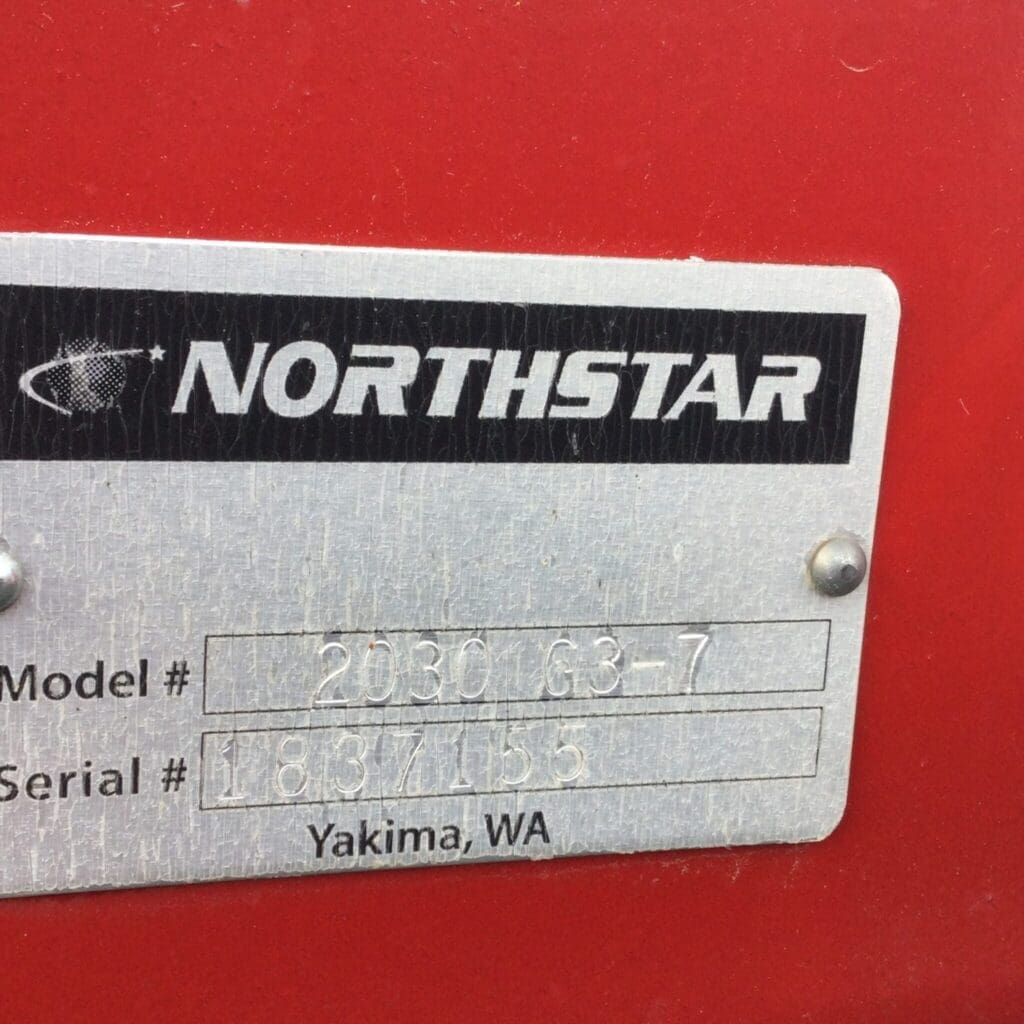 NORTHSTAR
Model # 2030 G3-7
Serial # 1837155
Yakima, WA